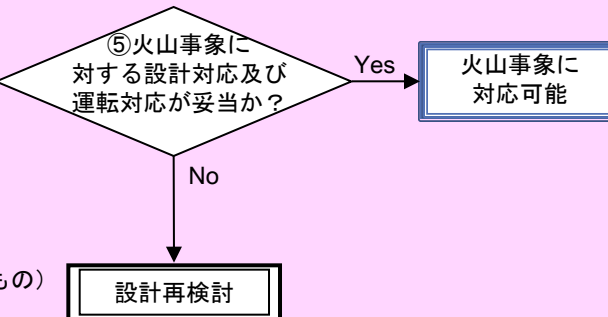 ⑤火山事象に
対する設計対応及び
運転対応が妥当か？
Yes
火山事象に
対応可能
No
もの）
設計再検討